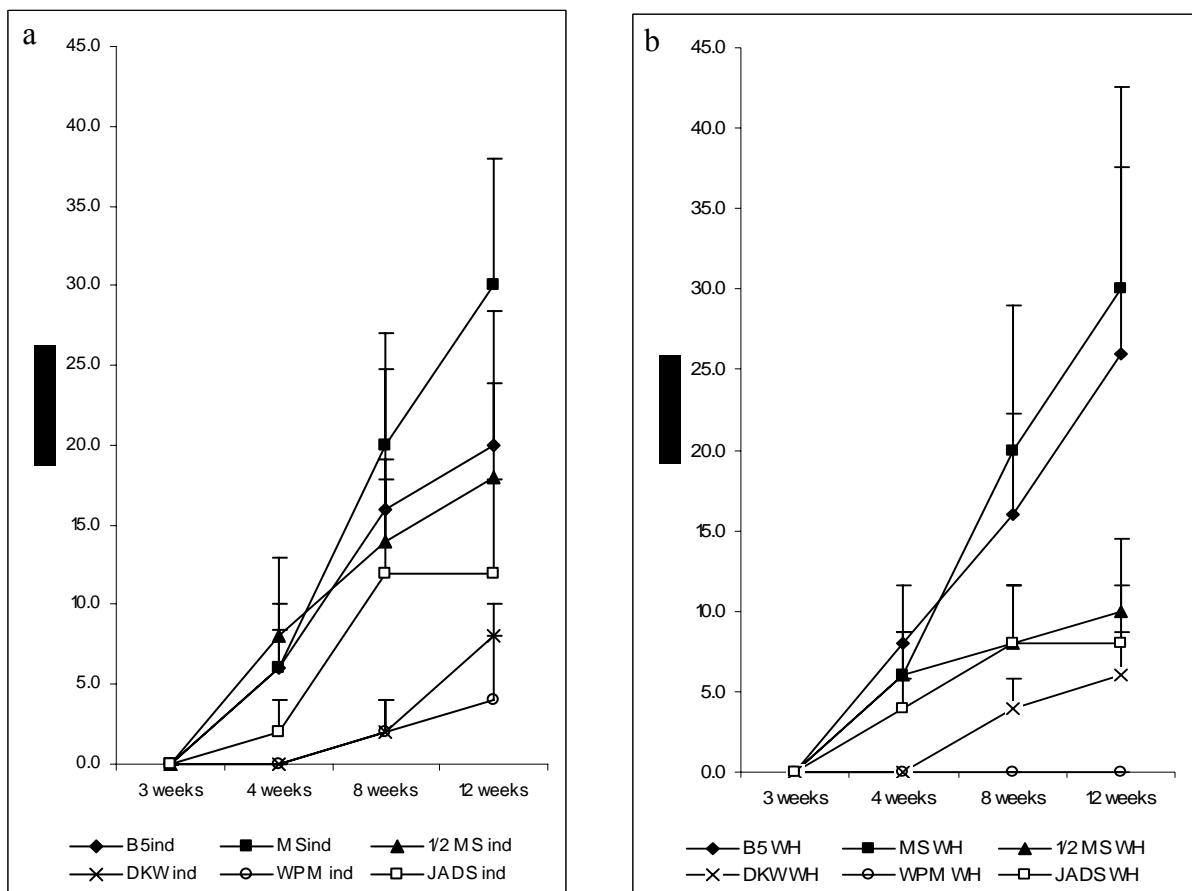 a
45.0
40.0
35.0
30.0
25.0
20.0
15.0
10.0
5.0
0.0
3 weeks 4 weeks 8 weeks 12 weeks
B5ind MSind 1/2 MS ind
DKW ind WPM ind JADS ind
b
45.0
40.0
35.0
30.0
25.0
20.0
15.0
10.0
5.0
0.0
3 weeks 4 weeks 8 weeks 12 weeks
B5 WH MS WH 1/2 MS WH
DKW WH WPM WH JADS WH